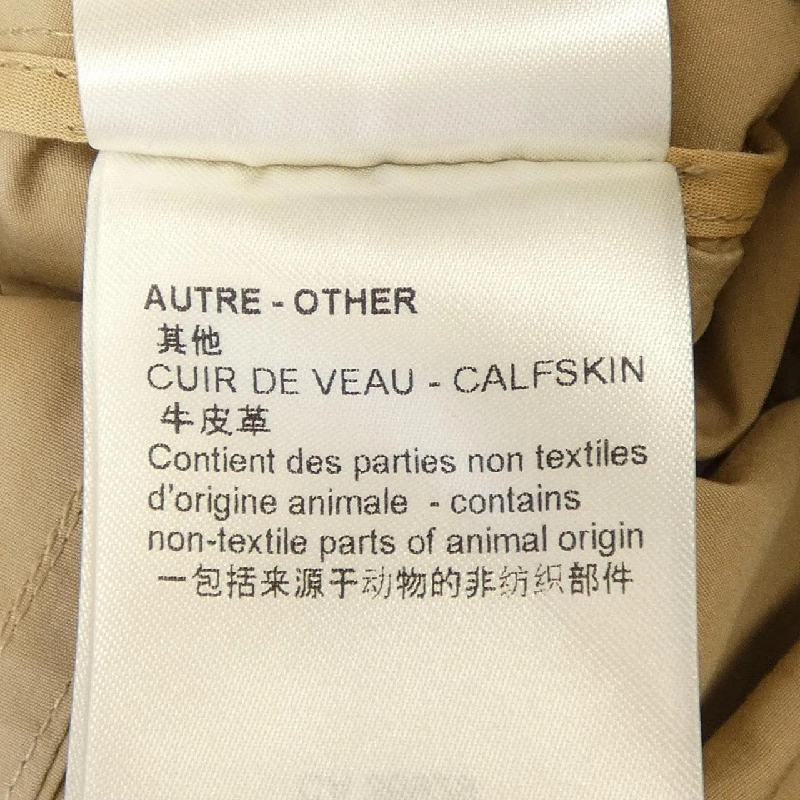 AUTRE - OTHER
其他
CUIR DE VEAU - CALFSKIN
牛皮革
Contient des parties non textiles
d'origine animale - contains
non-textile parts of animal origin
一包括来源于动物的非纺织部件